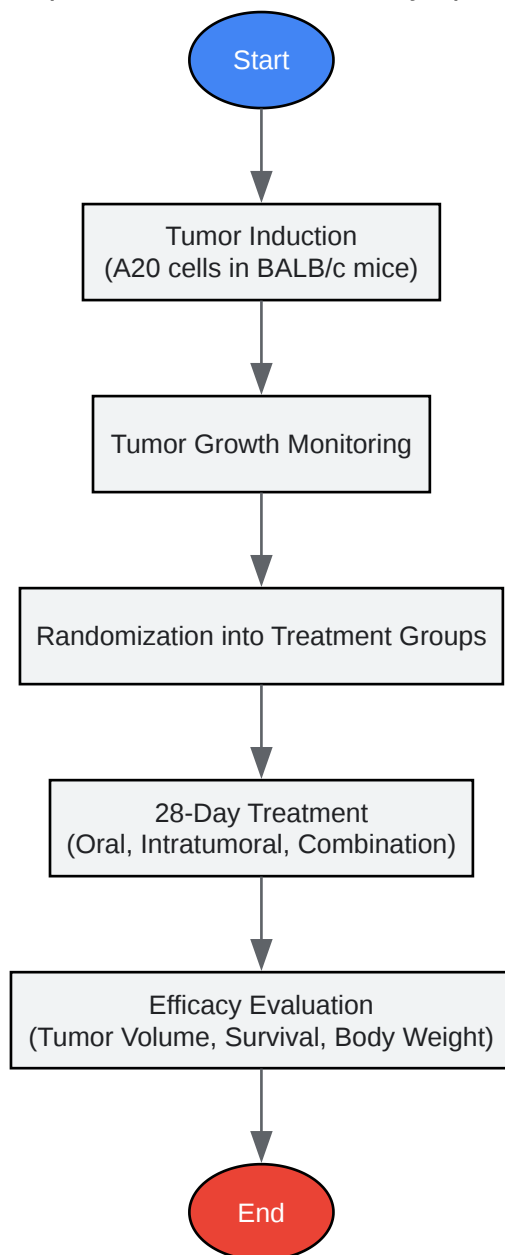 Start
Tumor Induction
(A20 cells in BALB/c mice)
Tumor Growth Monitoring
Randomization into Treatment Groups
28-Day Treatment
(Oral, Intratumoral, Combination)
Efficacy Evaluation
(Tumor Volume, Survival, Body Weight)
End